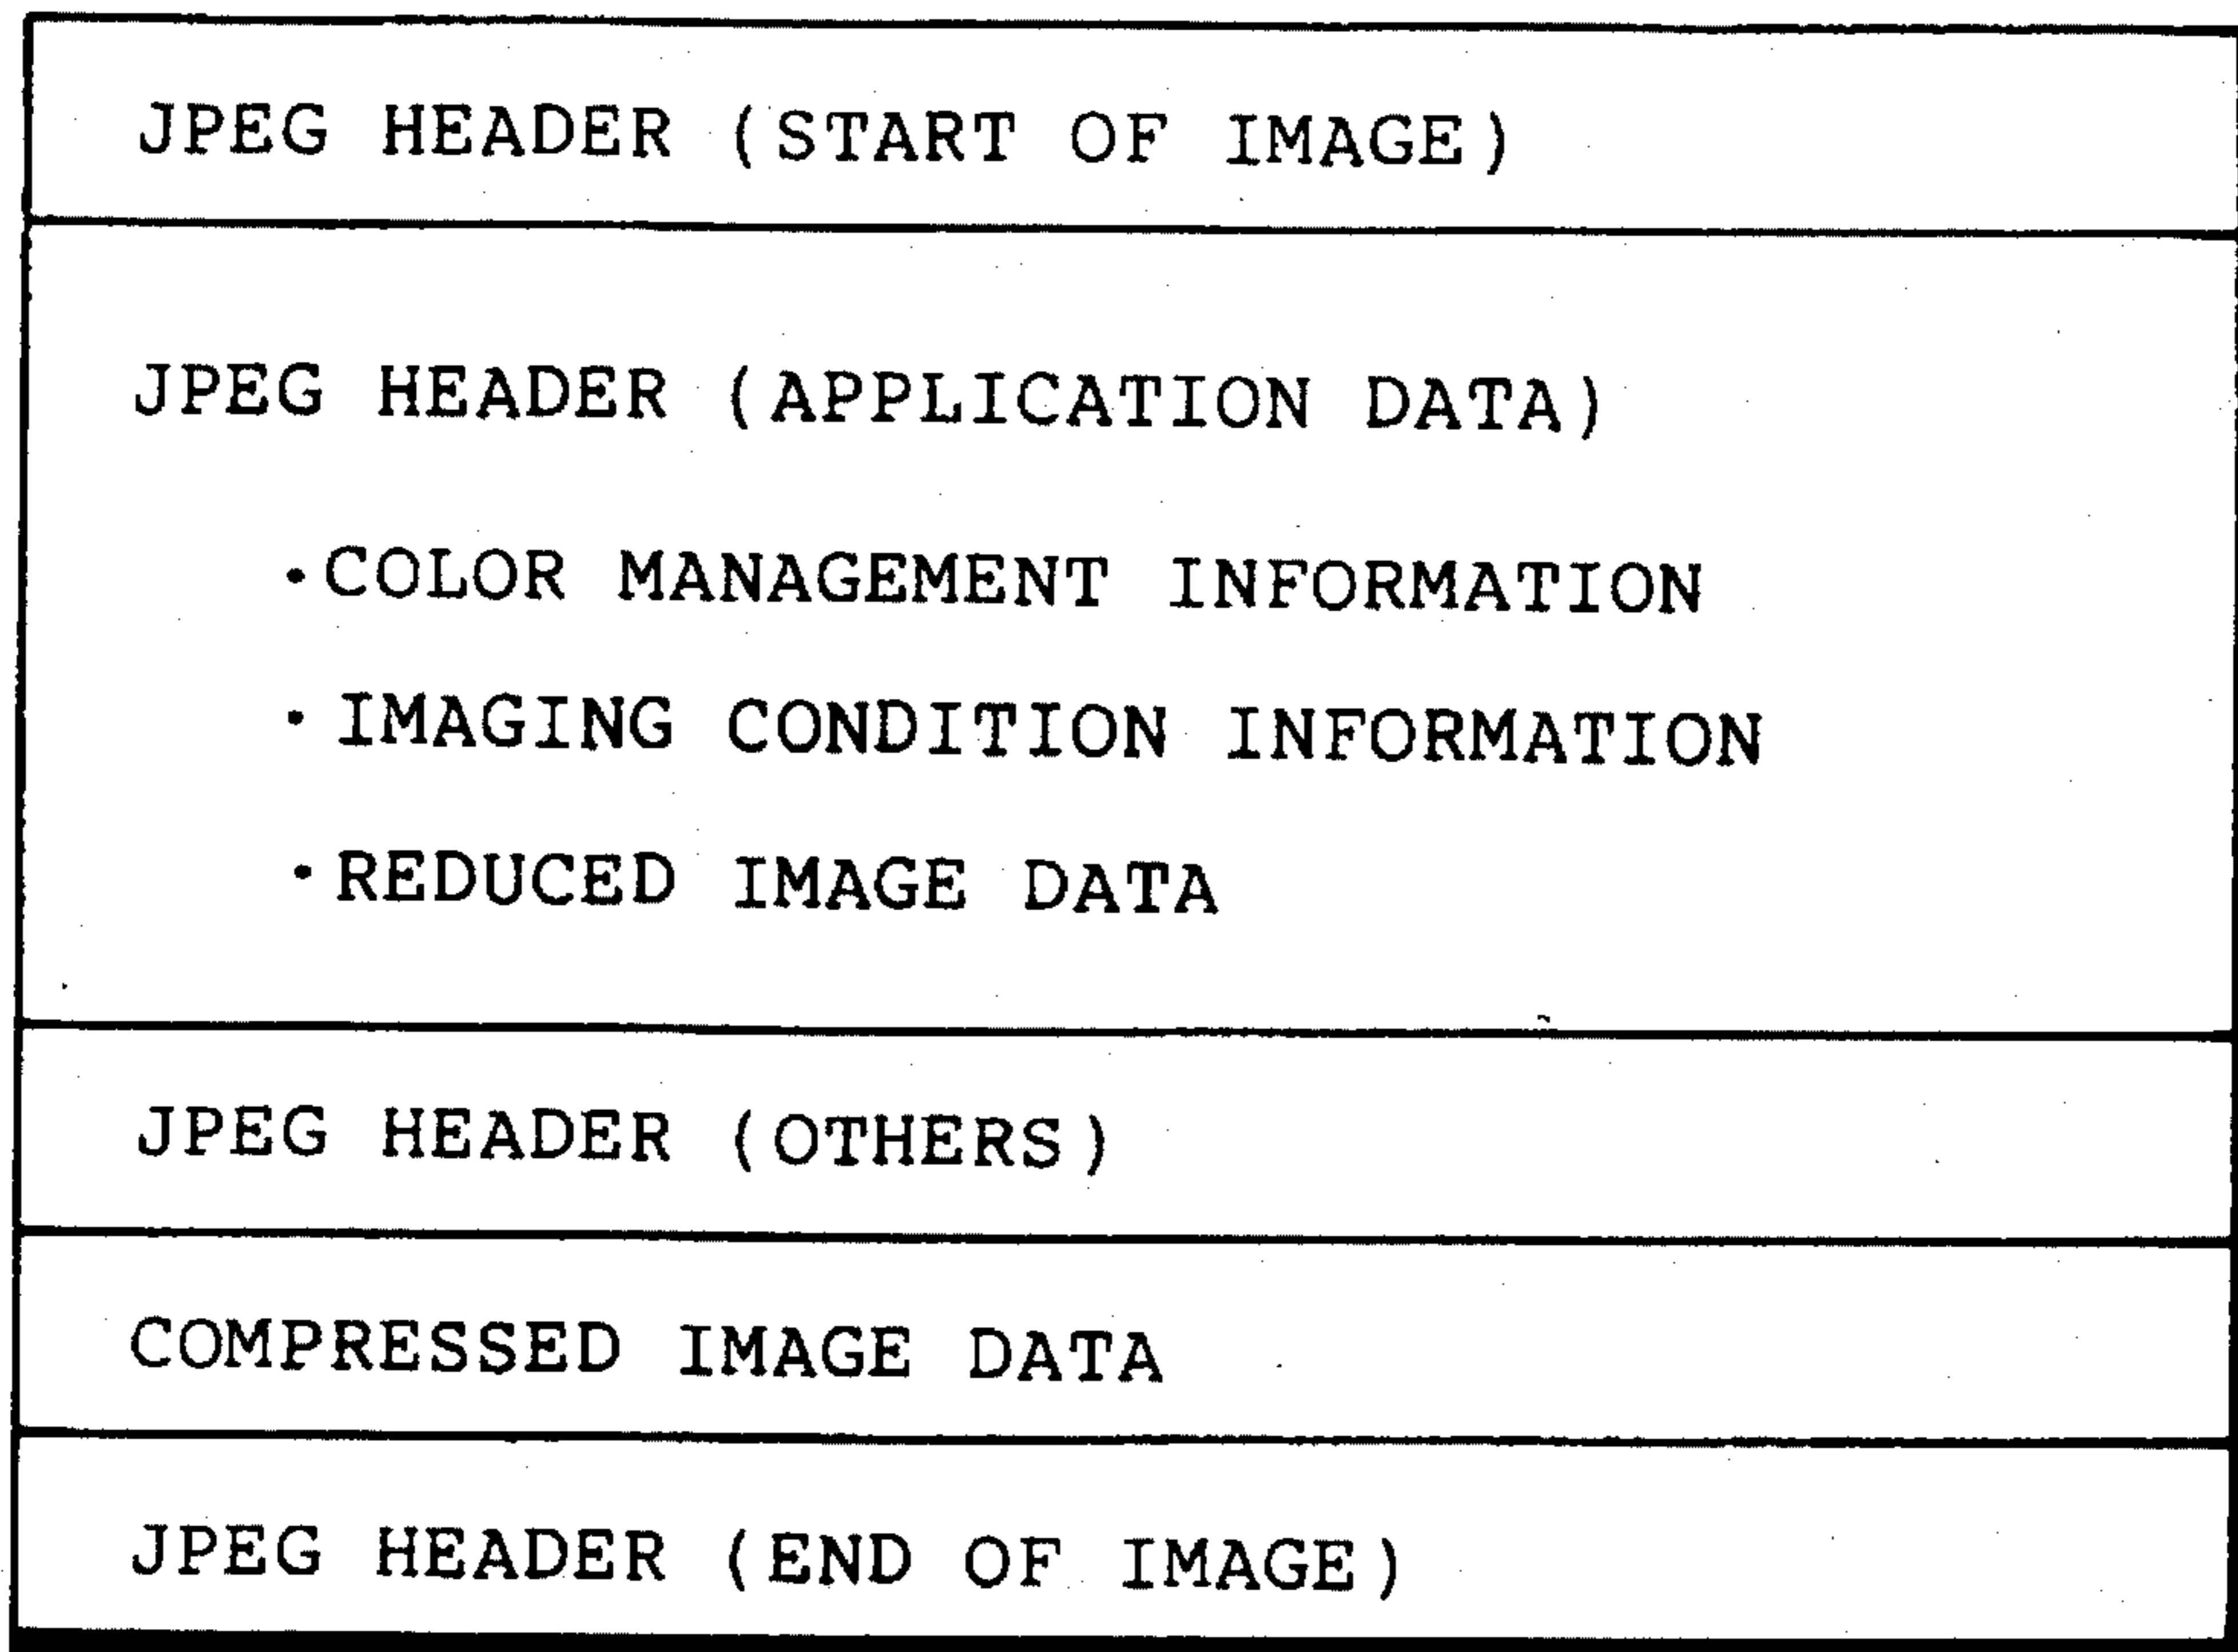 JPEG HEADER (START OF IMAGE)
JPEG HEADER (APPLICATION DATA)
・COLOR MANAGEMENT INFORMATION
・IMAGING CONDITION INFORMATION
・REDUCED IMAGE DATA
JPEG HEADER (OTHERS)
COMPRESSED IMAGE DATA
JPEG HEADER (END OF IMAGE)